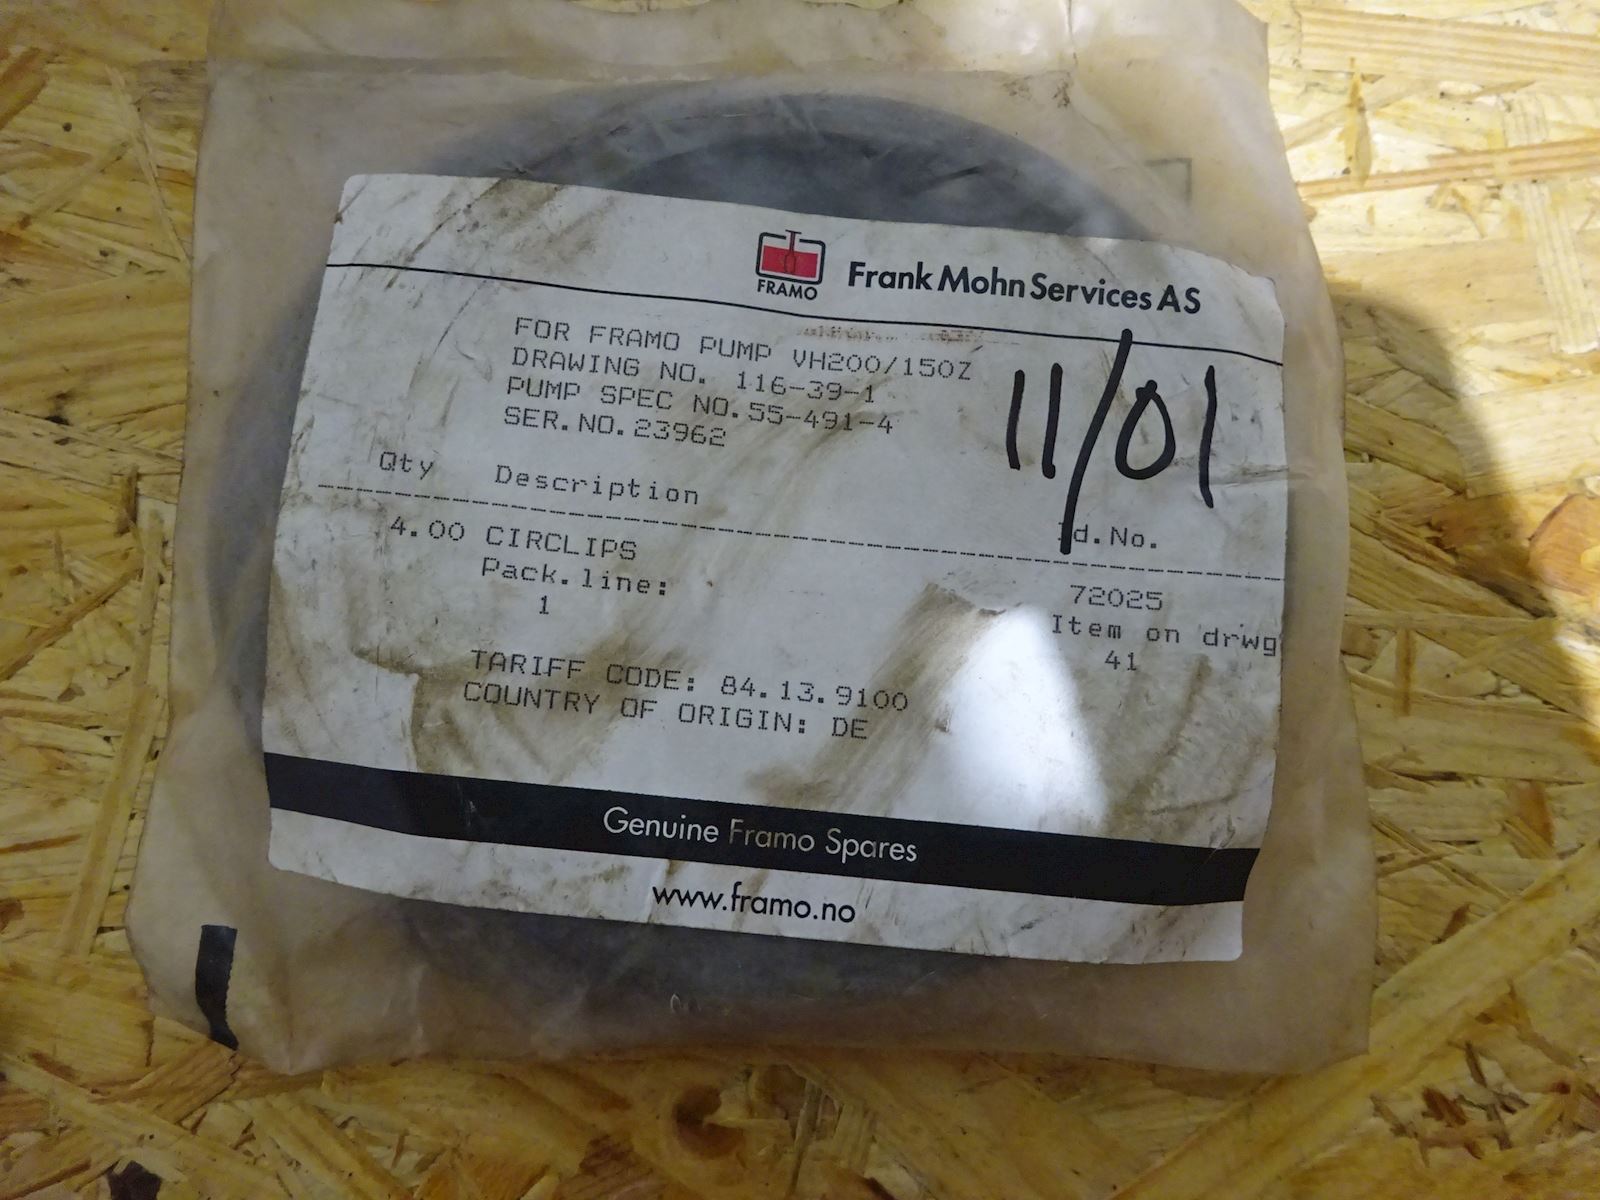 FRAMO
Frank Mohn Services AS
FOR FRAMO PUMP VH200/150Z
DRAWING NO. 116-39-1
PUMP SPEC NO.55-491-4
SER.NO.23962
11/01
Qty Description Id.No.
4.00 CIRCLIPS 72025
Pack.line: Item on drwg
1 41
TARIFF CODE: 84.13.9100
COUNTRY OF ORIGIN: DE
Genuine Framo Spares
www.framo.no